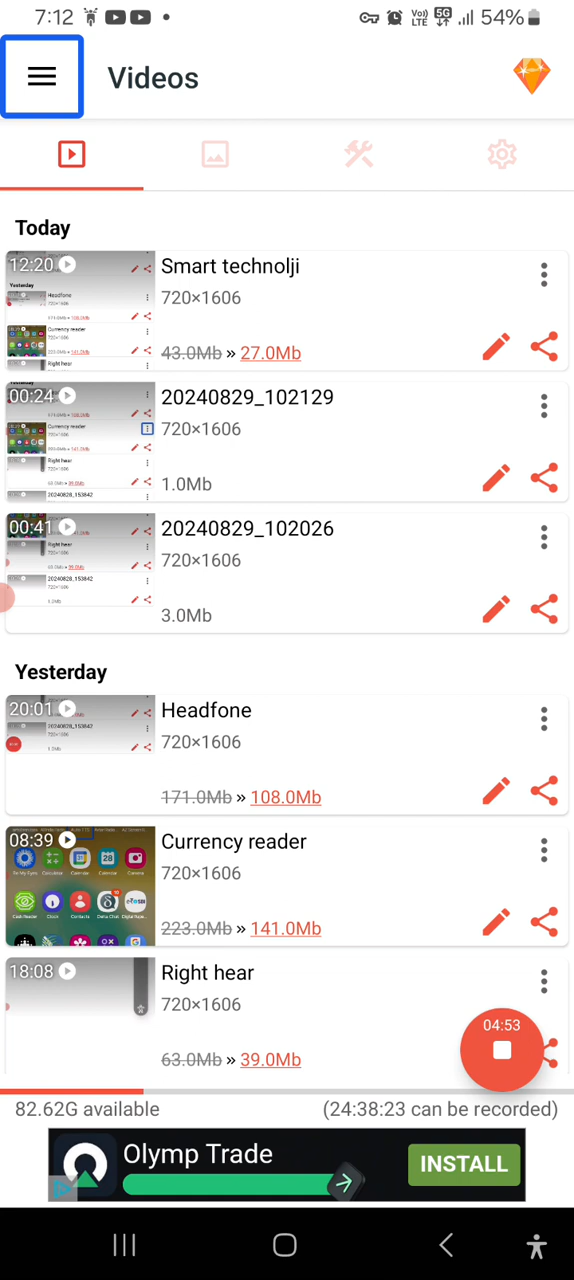 7:12
Vo)) LTE 5G 54%
Videos
Today
12:20
Smart technolji
720×1606
43.0Mb » 27.0Mb
00:24
20240829_102129
720×1606
1.0Mb
00:41
20240829_102026
720×1606
3.0Mb
Yesterday
20:01
Headfone
720×1606
171.0Mb » 108.0Mb
08:39
Currency reader
720×1606
223.0Mb » 141.0Mb
18:08
Right hear
720×1606
63.0Mb » 39.0Mb
04:53
82.62G available
(24:38:23 can be recorded)
Olymp Trade
INSTALL